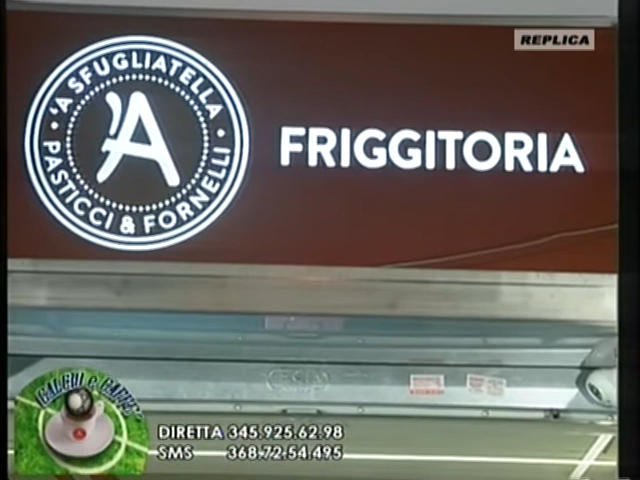 REPLICA
'A SFUGLIATELLA
'A
PASTICCI & FORNELLI
FRIGGITORIA
CALCIO & CAFFE'
DIRETTA 345.925.62.98
SMS 368.72.54.495